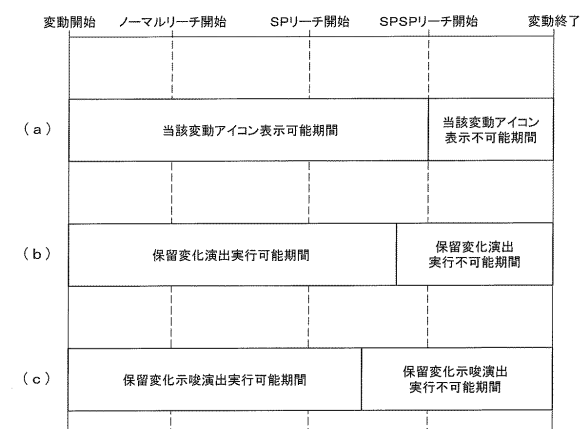 変動開始 ノーマルリーチ開始 SPリーチ開始 SPSPリーチ開始 変動終了
(a) 当該変動アイコン表示可能期間 当該変動アイコン
表示不可能期間
(b) 保留変化演出実行可能期間 保留変化演出
実行不可能期間
(c) 保留変化示唆演出実行可能期間 保留変化示唆演出
実行不可能期間